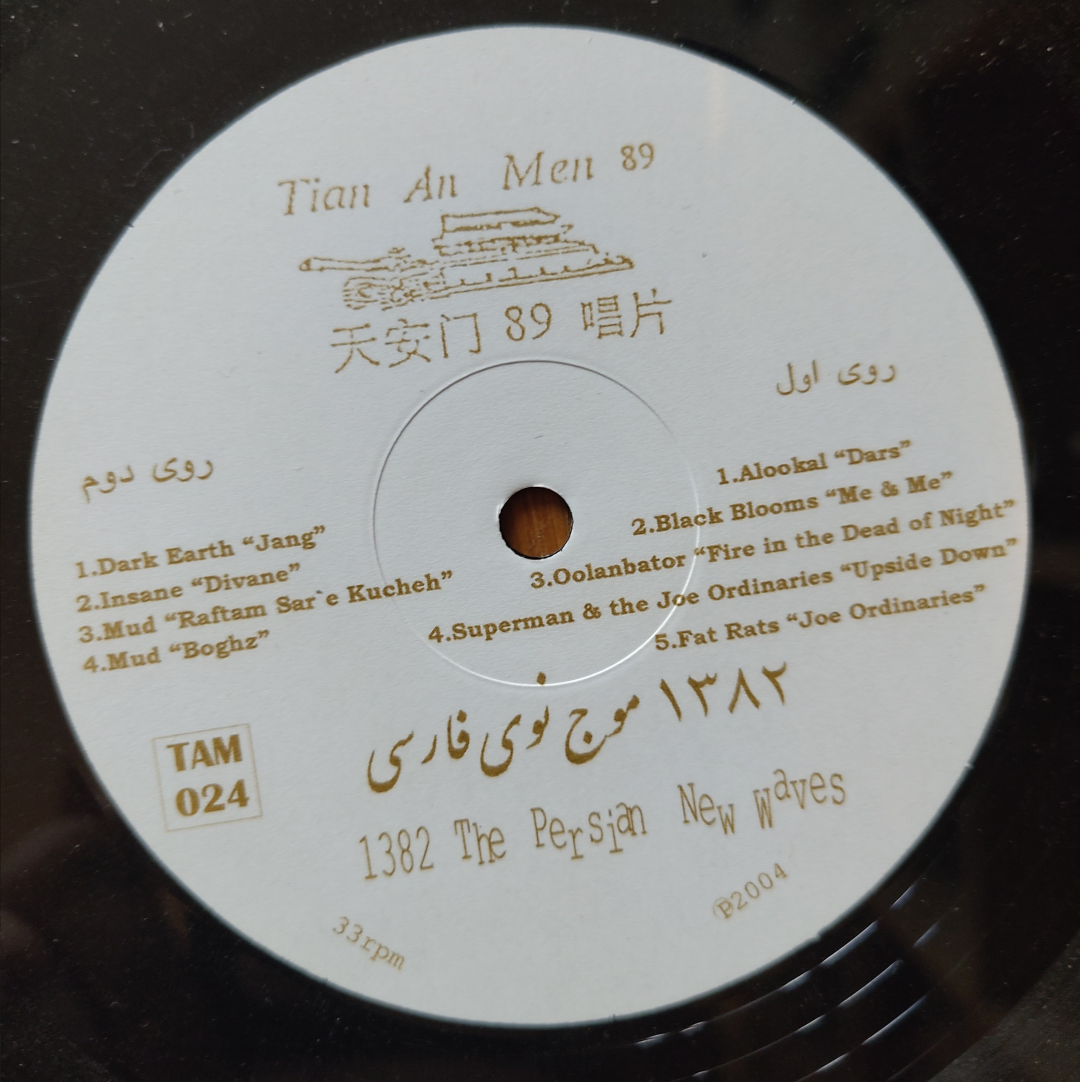 Tian An Men 89
天安门 89 唱片
روی اول
1.Alookal “Dars”
2.Black Blooms “Me & Me”
3.Oolanbator “Fire in the Dead of Night”
4.Superman & the Joe Ordinaries “Upside Down”
5.Fat Rats “Joe Ordinaries”
روی دوم
1.Dark Earth “Jang”
2.Insane “Divane”
3.Mud “Raftam Sar`e Kucheh”
4.Mud “Boghz”
۱۳۸۲ موج نوی فارسی
TAM
024
1382 The Persian New Waves
33rpm
℗2004